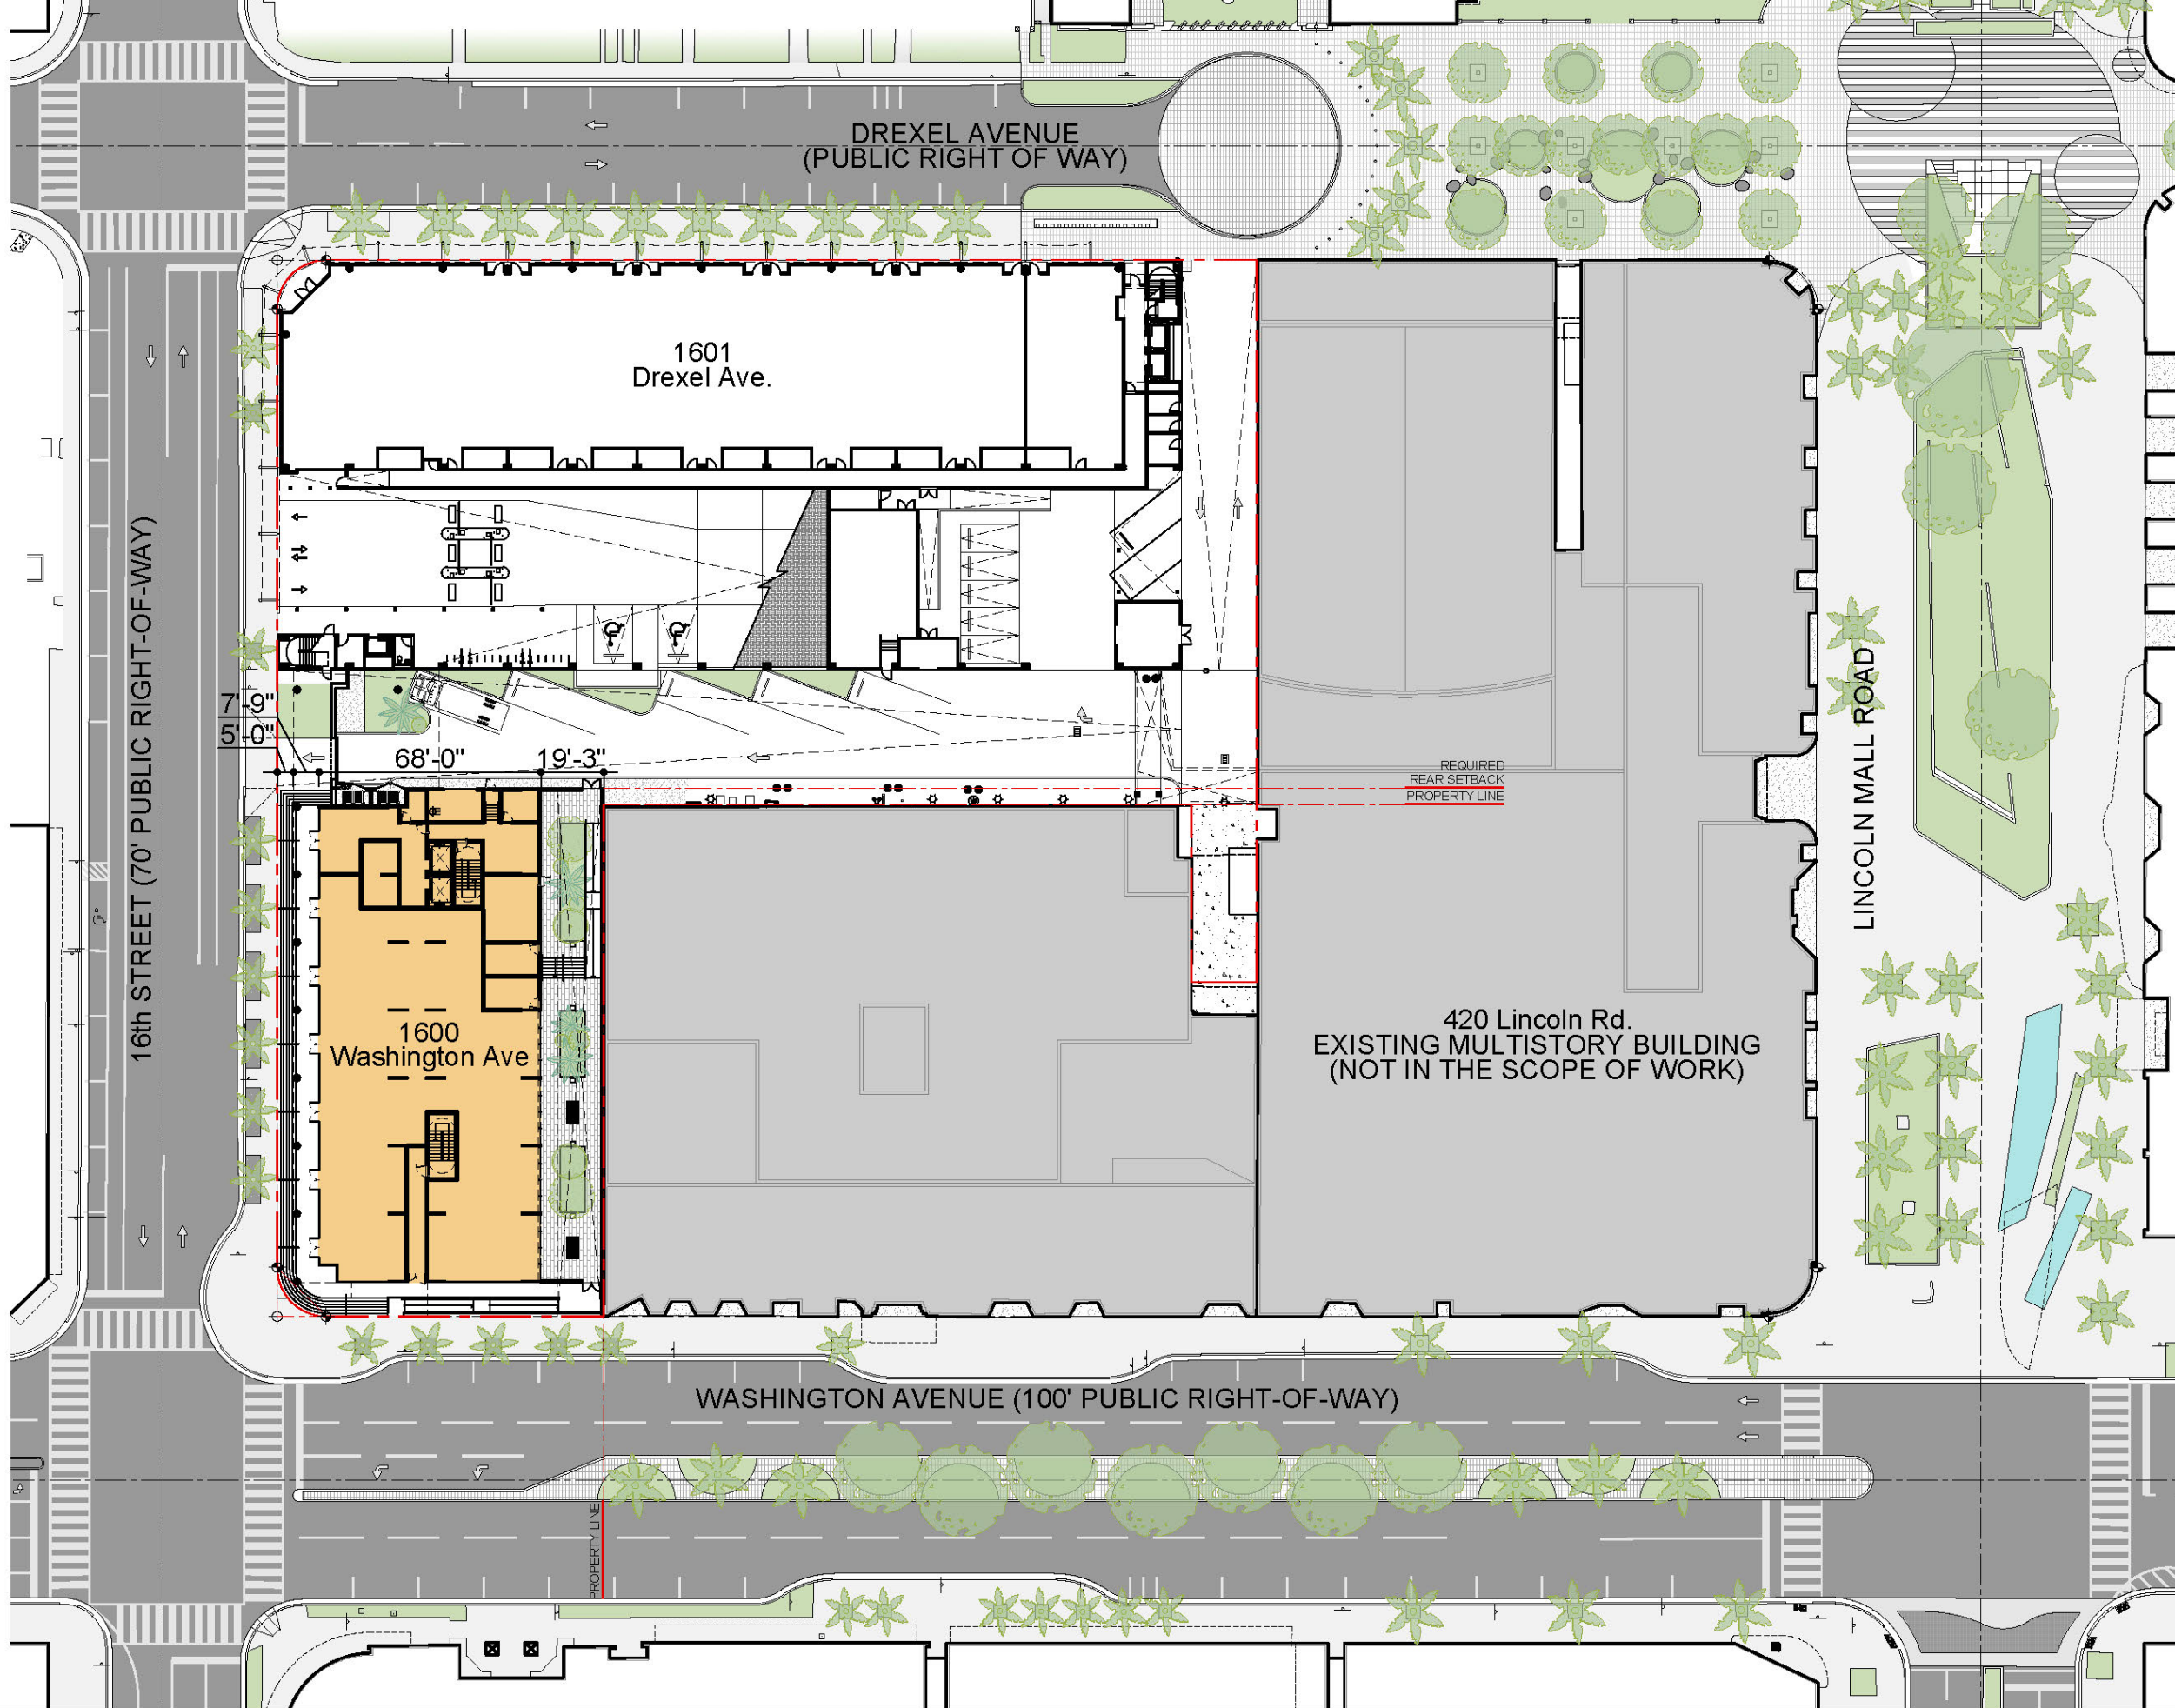 DREXEL AVENUE
(PUBLIC RIGHT OF WAY)
1601
Drexel Ave.
16th STREET (70' PUBLIC RIGHT-OF-WAY)
7'-9"
5'-0"
68'-0"
19'-3"
REQUIRED
REAR SETBACK
PROPERTY LINE
LINCOLN MALL ROAD
1600
Washington Ave
420 Lincoln Rd.
EXISTING MULTISTORY BUILDING
(NOT IN THE SCOPE OF WORK)
WASHINGTON AVENUE (100' PUBLIC RIGHT-OF-WAY)
PROPERTY LINE